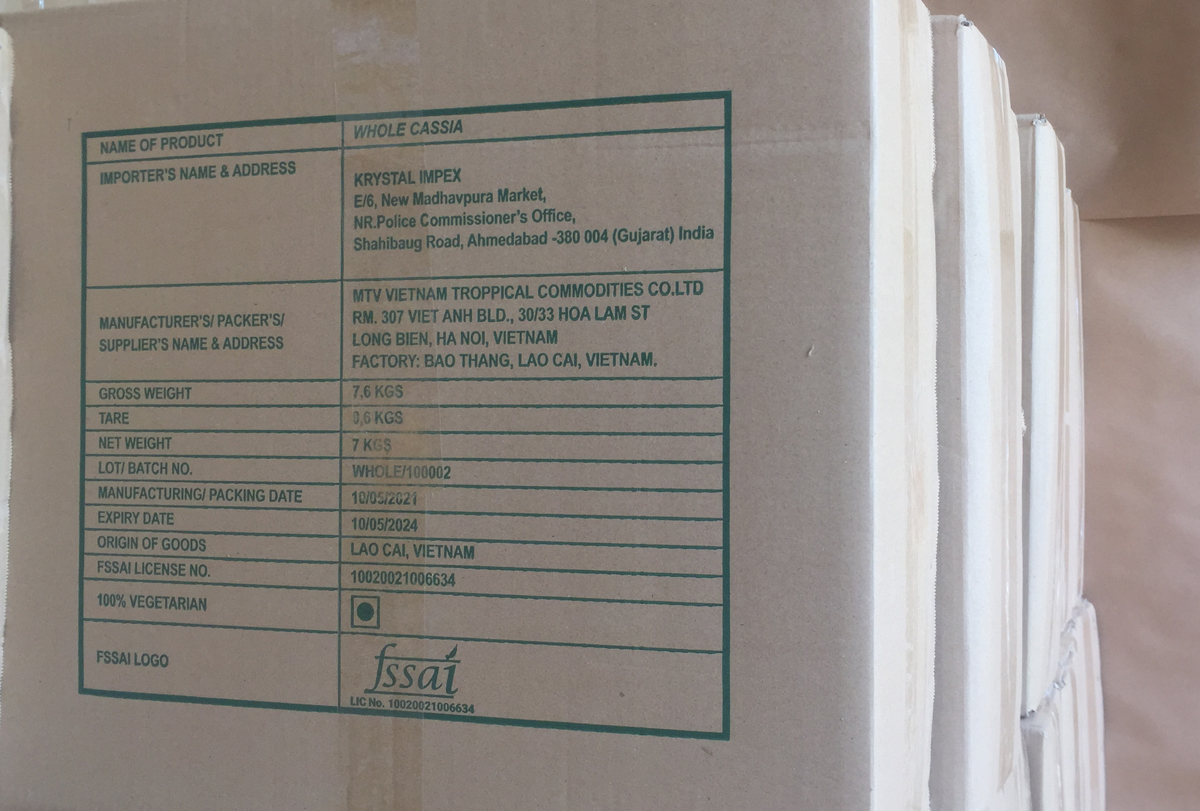 NAME OF PRODUCT WHOLE CASSIA
IMPORTER'S NAME & ADDRESS KRYSTAL IMPEX
E/6, New Madhavpura Market,
NR.Police Commissioner's Office,
Shahibaug Road, Ahmedabad -380 004 (Gujarat) India
MANUFACTURER'S/ PACKER'S/
SUPPLIER'S NAME & ADDRESS
MTV VIETNAM TROPPICAL COMMODITIES CO.LTD
RM. 307 VIET ANH BLD., 30/33 HOA LAM ST
LONG BIEN, HA NOI, VIETNAM
FACTORY: BAO THANG, LAO CAI, VIETNAM.
GROSS WEIGHT 7,6 KGS
TARE 0,6 KGS
NET WEIGHT 7 KGS
LOT/ BATCH NO. WHOLE/100002
MANUFACTURING/ PACKING DATE 10/05/2021
EXPIRY DATE 10/05/2024
ORIGIN OF GOODS LAO CAI, VIETNAM
FSSAI LICENSE NO. 10020021006634
100% VEGETARIAN
FSSAI LOGO fssai
LIC No. 10020021006634